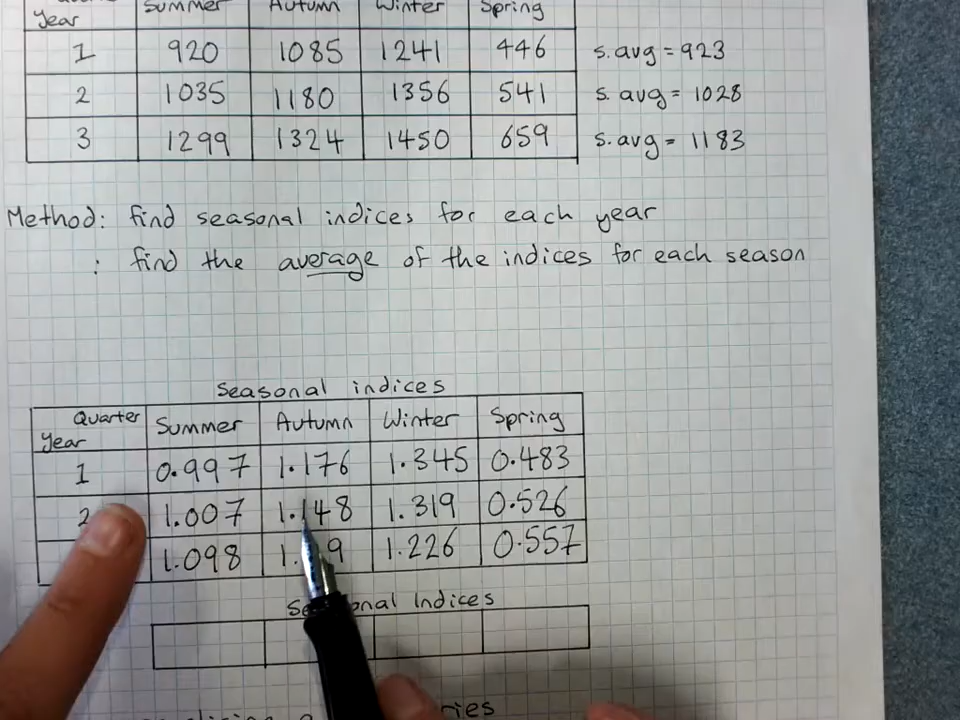 Summer Autumn Winter Spring
Year
1 920 1085 1241 446 s.avg = 923
2 1035 1180 1356 541 s.avg = 1028
3 1299 1324 1450 659 s.avg = 1183
Method: find seasonal indices for each year
: find the average of the indices for each season
Seasonal indices
Quarter
Year Summer Autumn Winter Spring
1 0.997 1.176 1.345 0.483
2 1.007 1.148 1.319 0.526
1.098 1.226 0.557
Indices